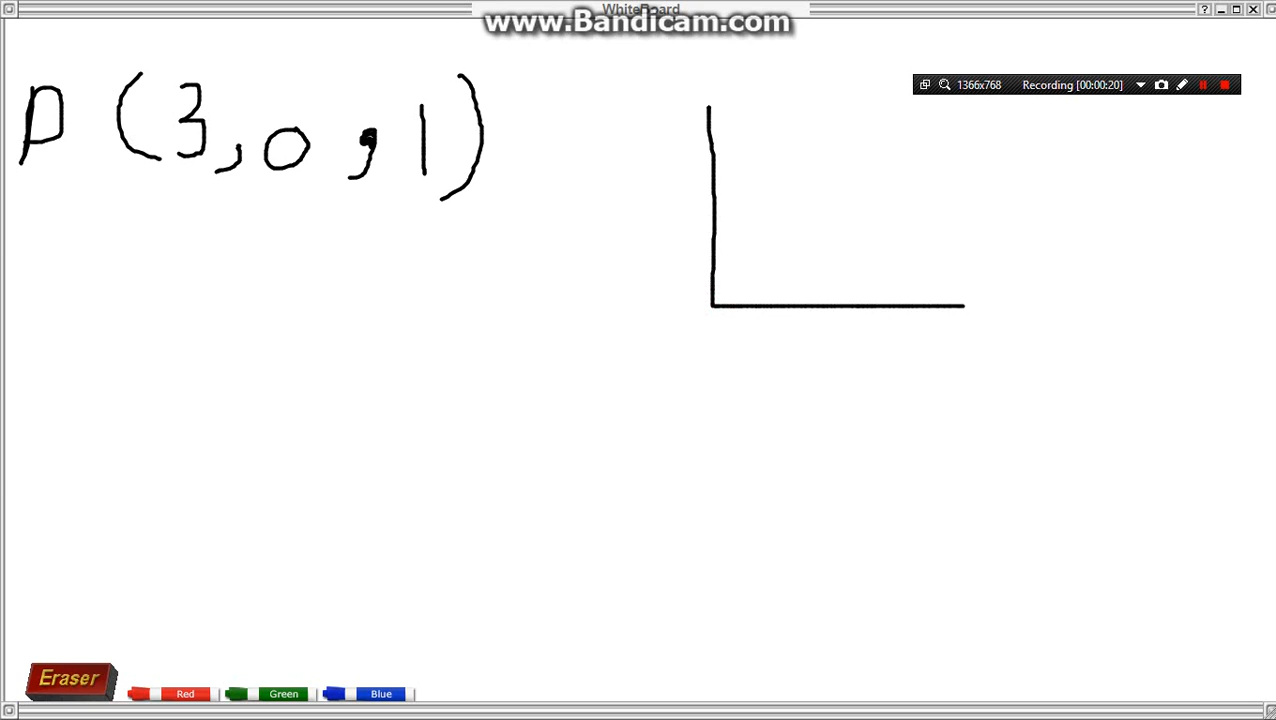 WhiteBoard
www.Bandicam.com
1366x768 Recording [00:00:20]
P (3,0,1)
Eraser Red Green Blue